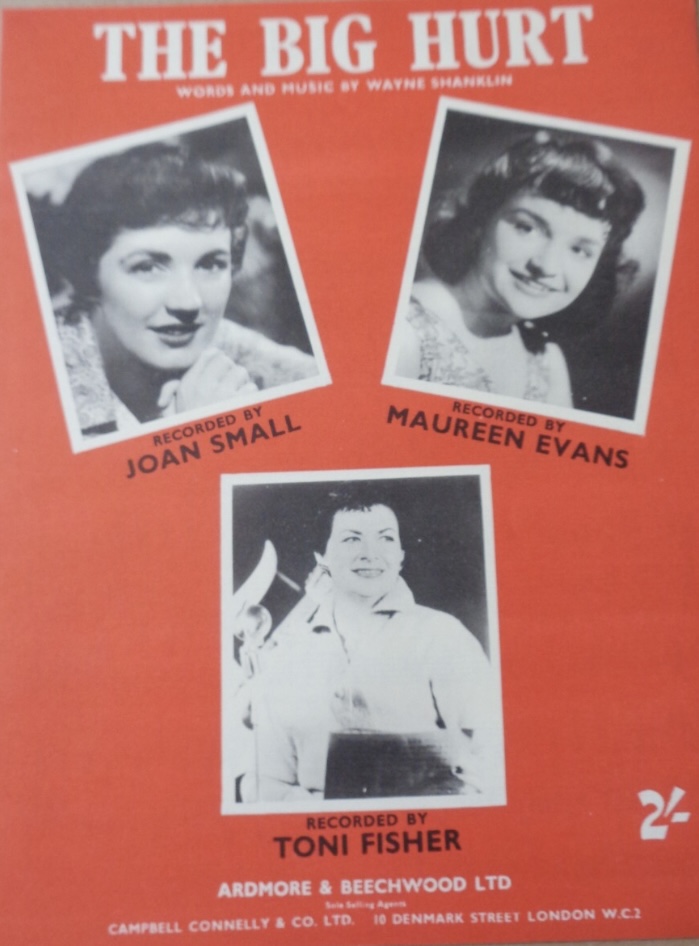 THE BIG HURT
WORDS AND MUSIC BY WAYNE SHANKLIN
RECORDED BY
JOAN SMALL
RECORDED BY
MAUREEN EVANS
RECORDED BY
TONI FISHER
2/-
ARDMORE & BEECHWOOD LTD
Sole Selling Agents
CAMPBELL CONNELLY & CO. LTD. 10 DENMARK STREET LONDON W.C.2